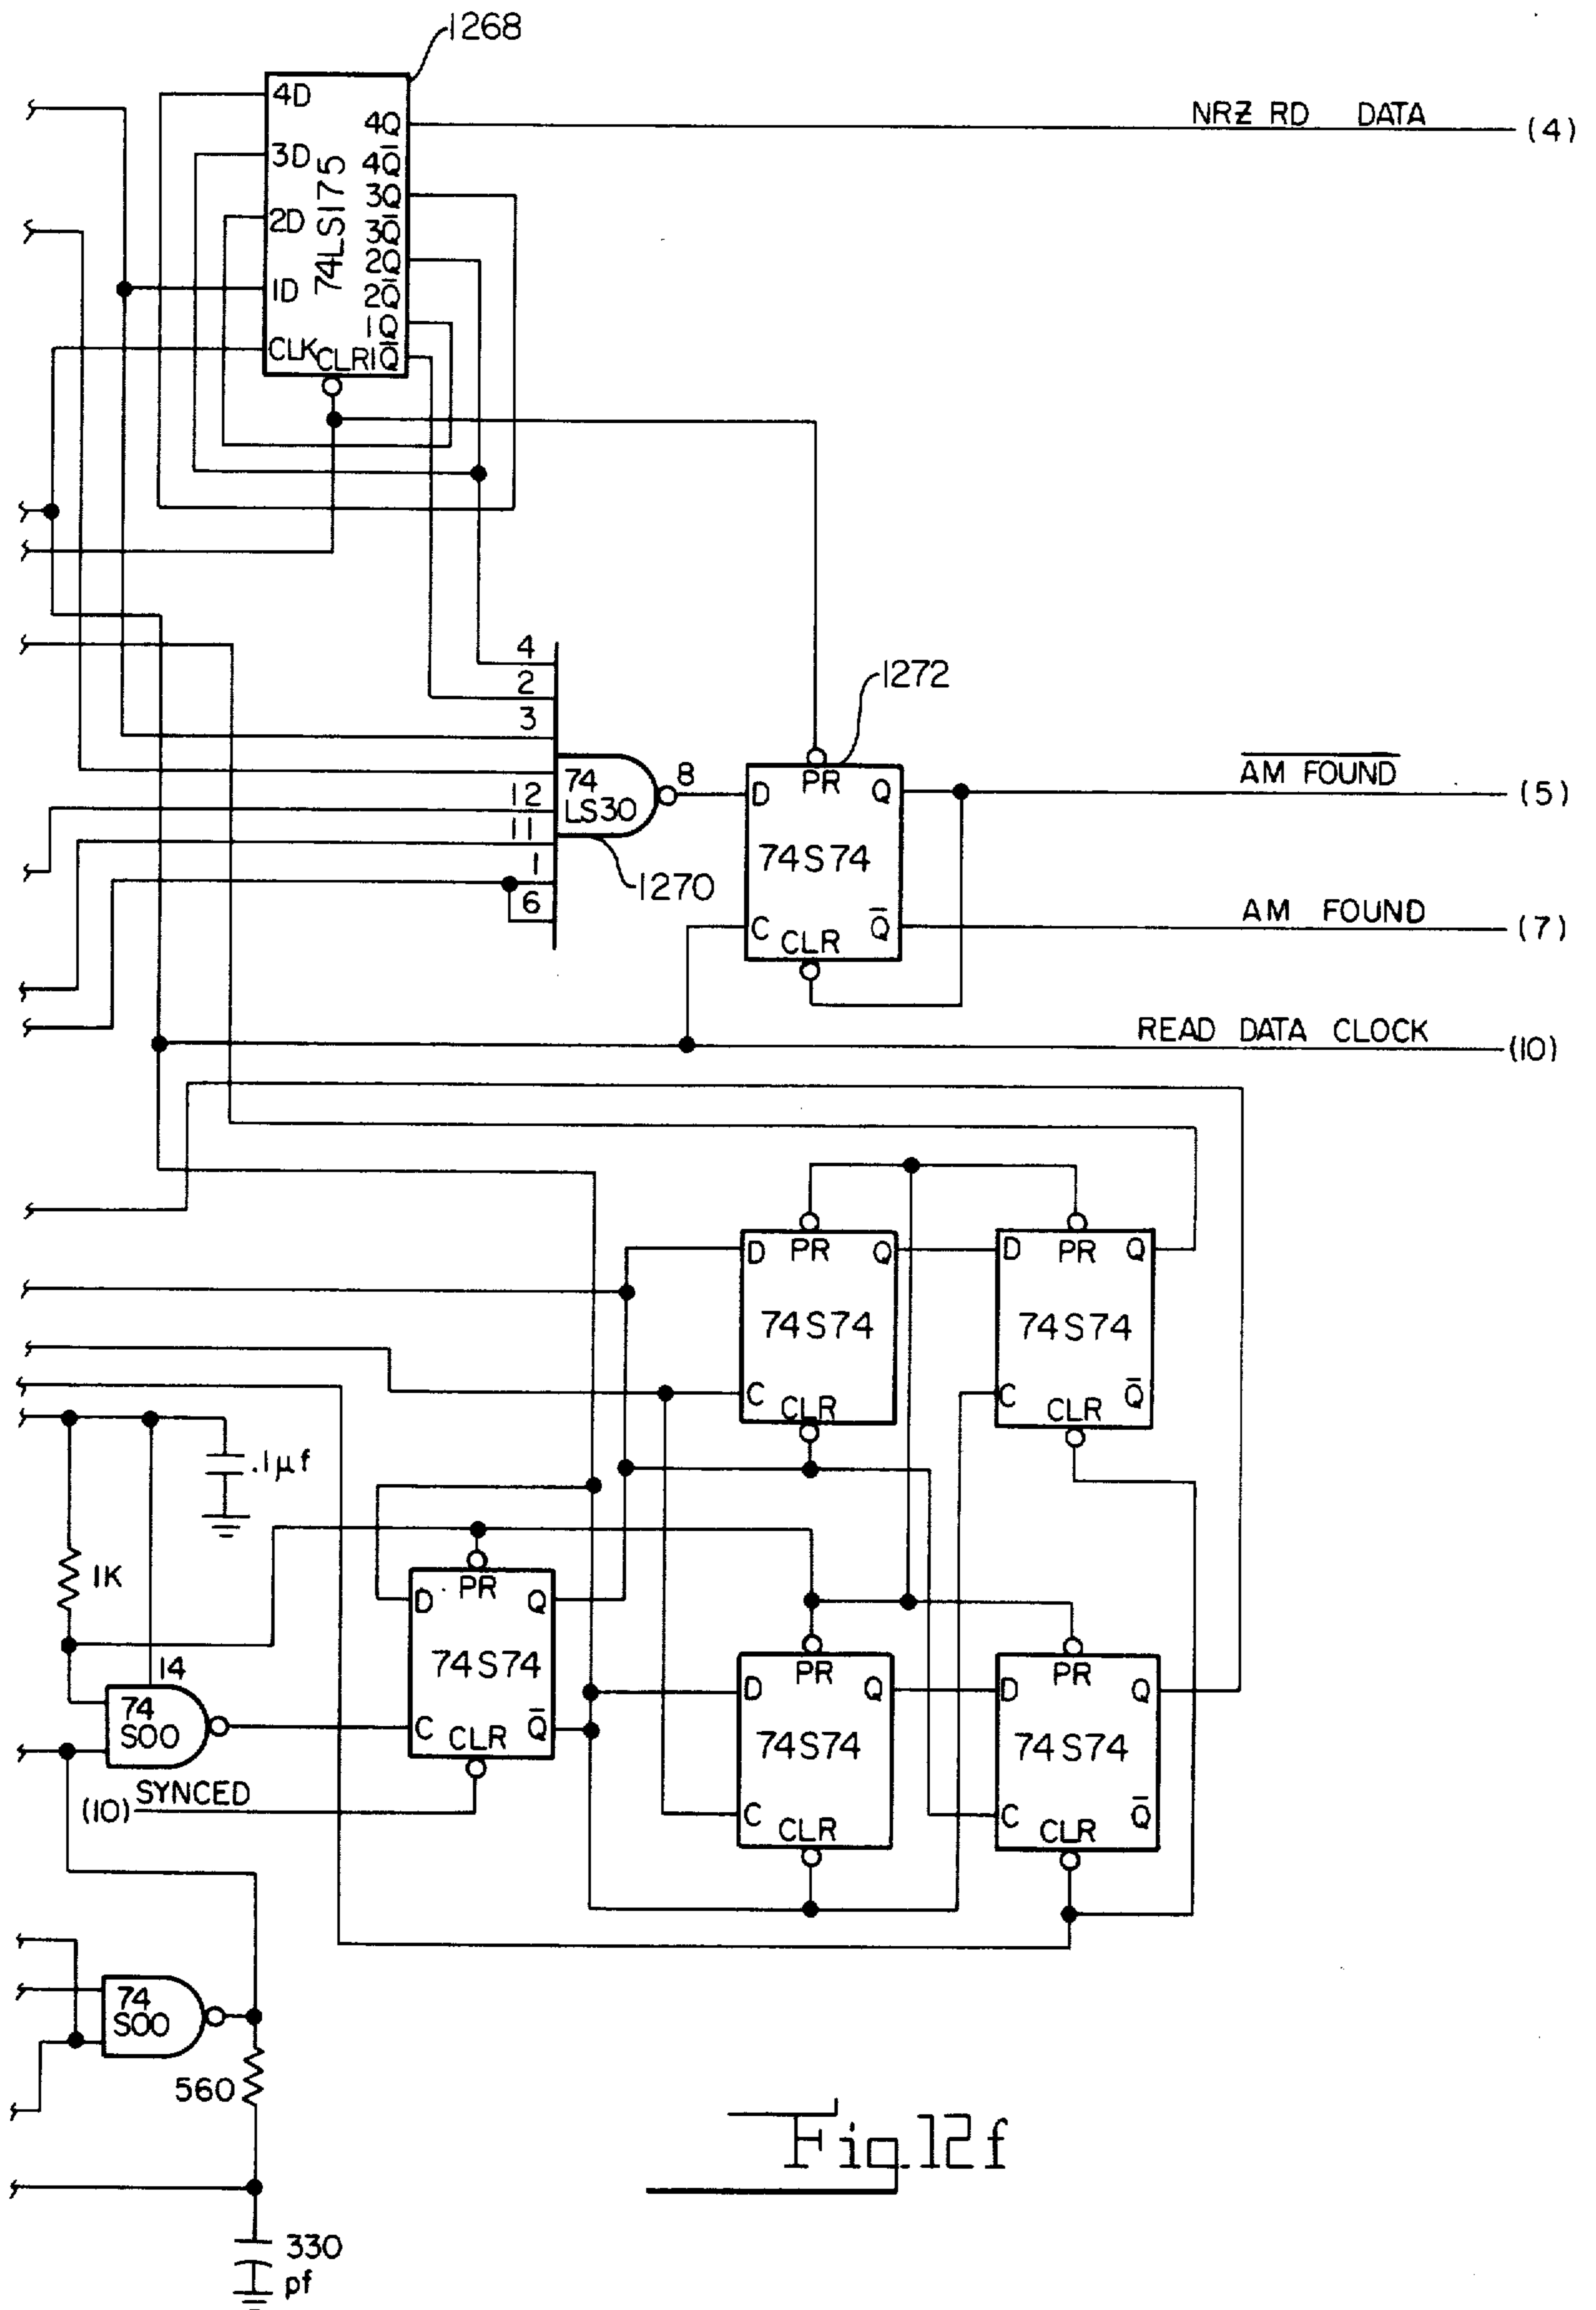 1268
4D
4Q
NRZ RD DATA
(4)
3D
4Q̅
3Q
74LS175
2D
3Q̅
2Q
1D
2Q̅
1Q
CLK
CLR
1Q̅
4
2
3
1272
8
74
LS30
12
11
1
6
1270
D
PR
Q
74S74
C
CLR
Q̅
A̅M̅ F̅O̅U̅N̅D̅
(5)
AM FOUND
(7)
READ DATA CLOCK
(10)
D
PR
Q
74S74
C
CLR
D
PR
Q
74S74
C
CLR
Q̅
.1µf
1K
D
PR
Q
74S74
C
CLR
Q̅
14
74
S00
(10)
SYNCED
D
PR
Q
74S74
C
CLR
D
PR
Q
74S74
C
CLR
Q̅
74
S00
560
330
pf
Fig.12f